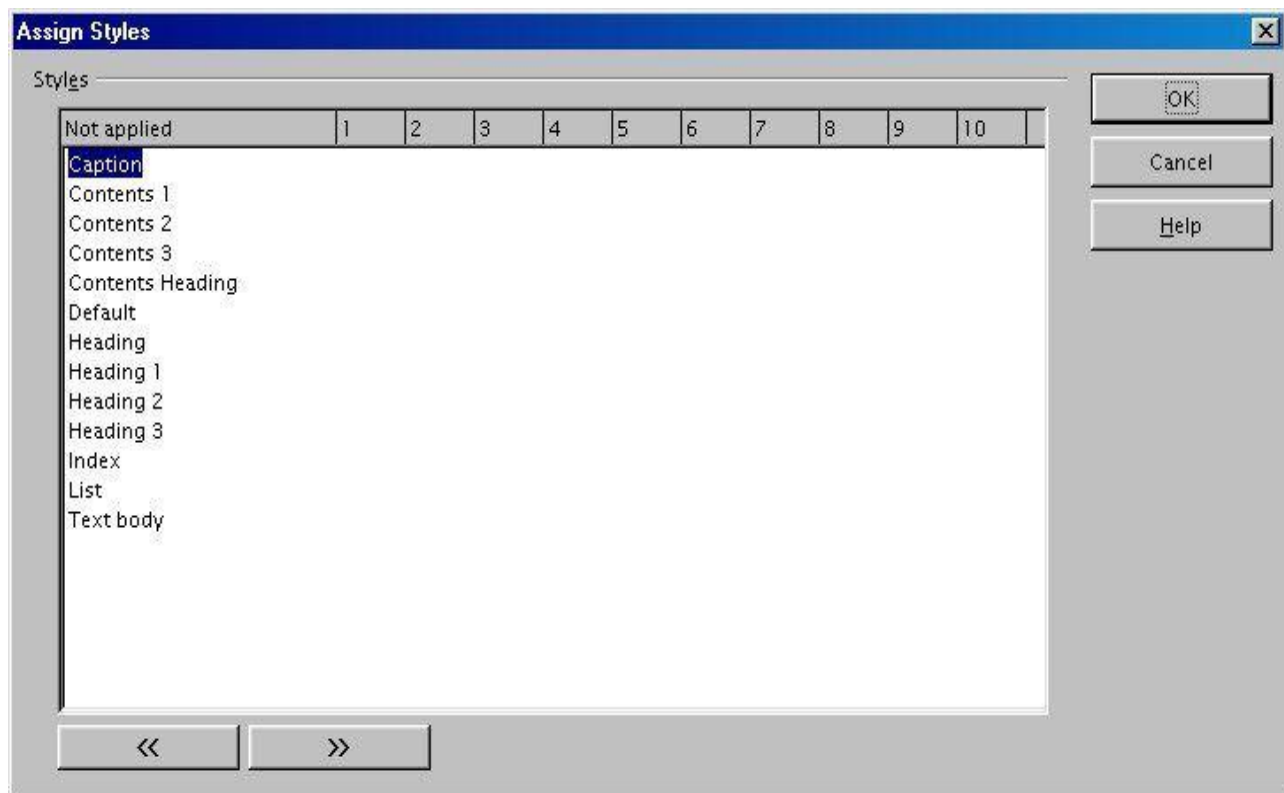 Assign Styles
Styles
OK
Cancel
Help
Not applied 1 2 3 4 5 6 7 8 9 10
Caption
Contents 1
Contents 2
Contents 3
Contents Heading
Default
Heading
Heading 1
Heading 2
Heading 3
Index
List
Text body
<< >>